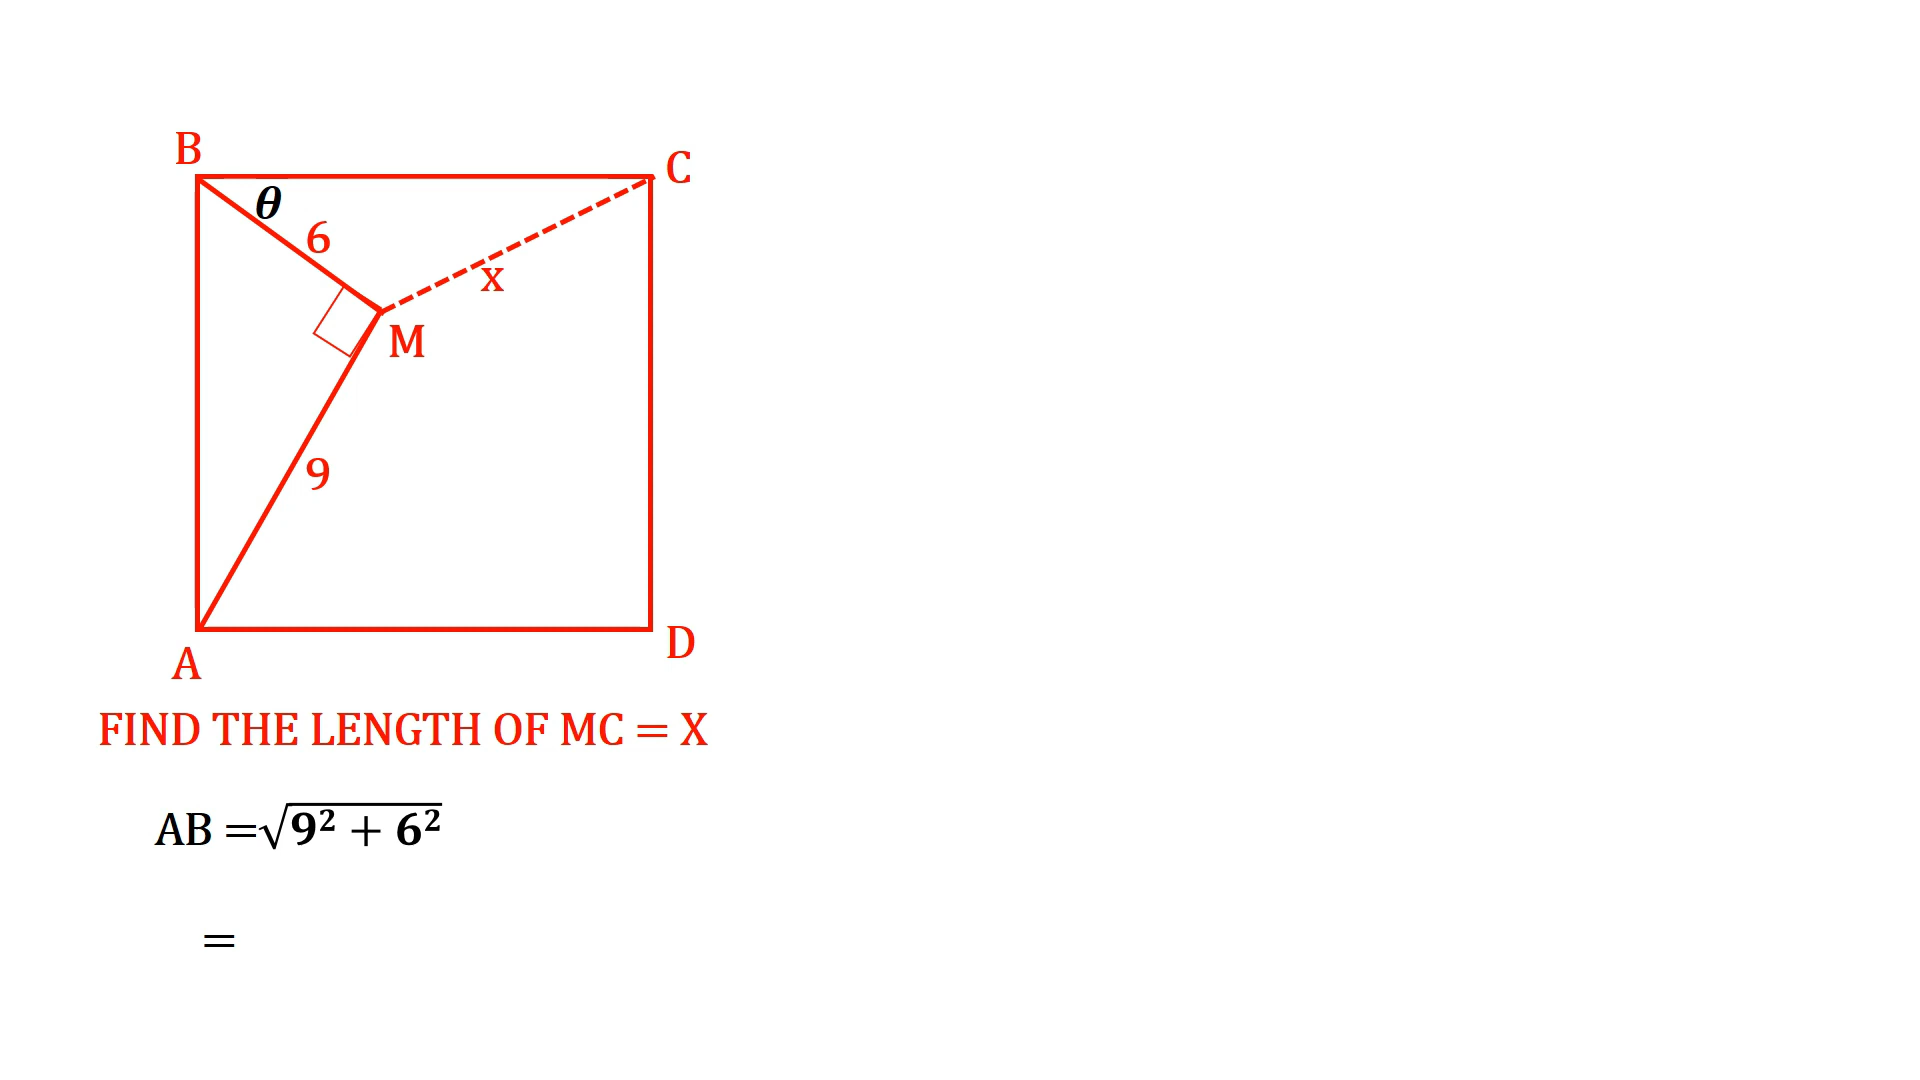 B
C
θ
6
x
M
9
A
D
FIND THE LENGTH OF MC = X
AB =√9² + 6²
=